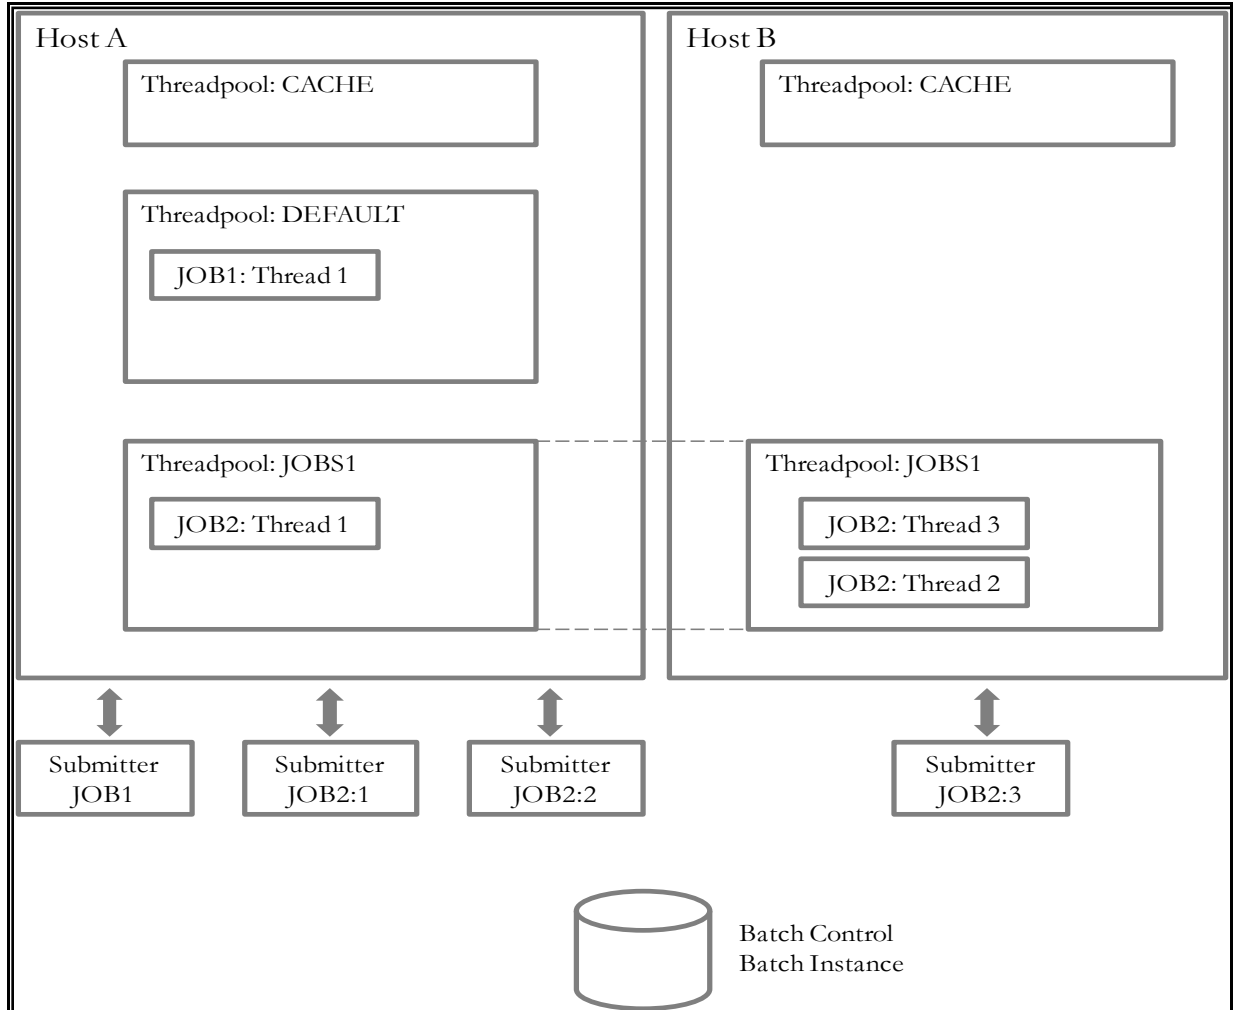 Host A
Threadpool: CACHE
Threadpool: DEFAULT
JOB1: Thread 1
Threadpool: JOBS1
JOB2: Thread 1
Host B
Threadpool: CACHE
Threadpool: JOBS1
JOB2: Thread 3
JOB2: Thread 2
Submitter
JOB1
Submitter
JOB2:1
Submitter
JOB2:2
Submitter
JOB2:3
Batch Control
Batch Instance